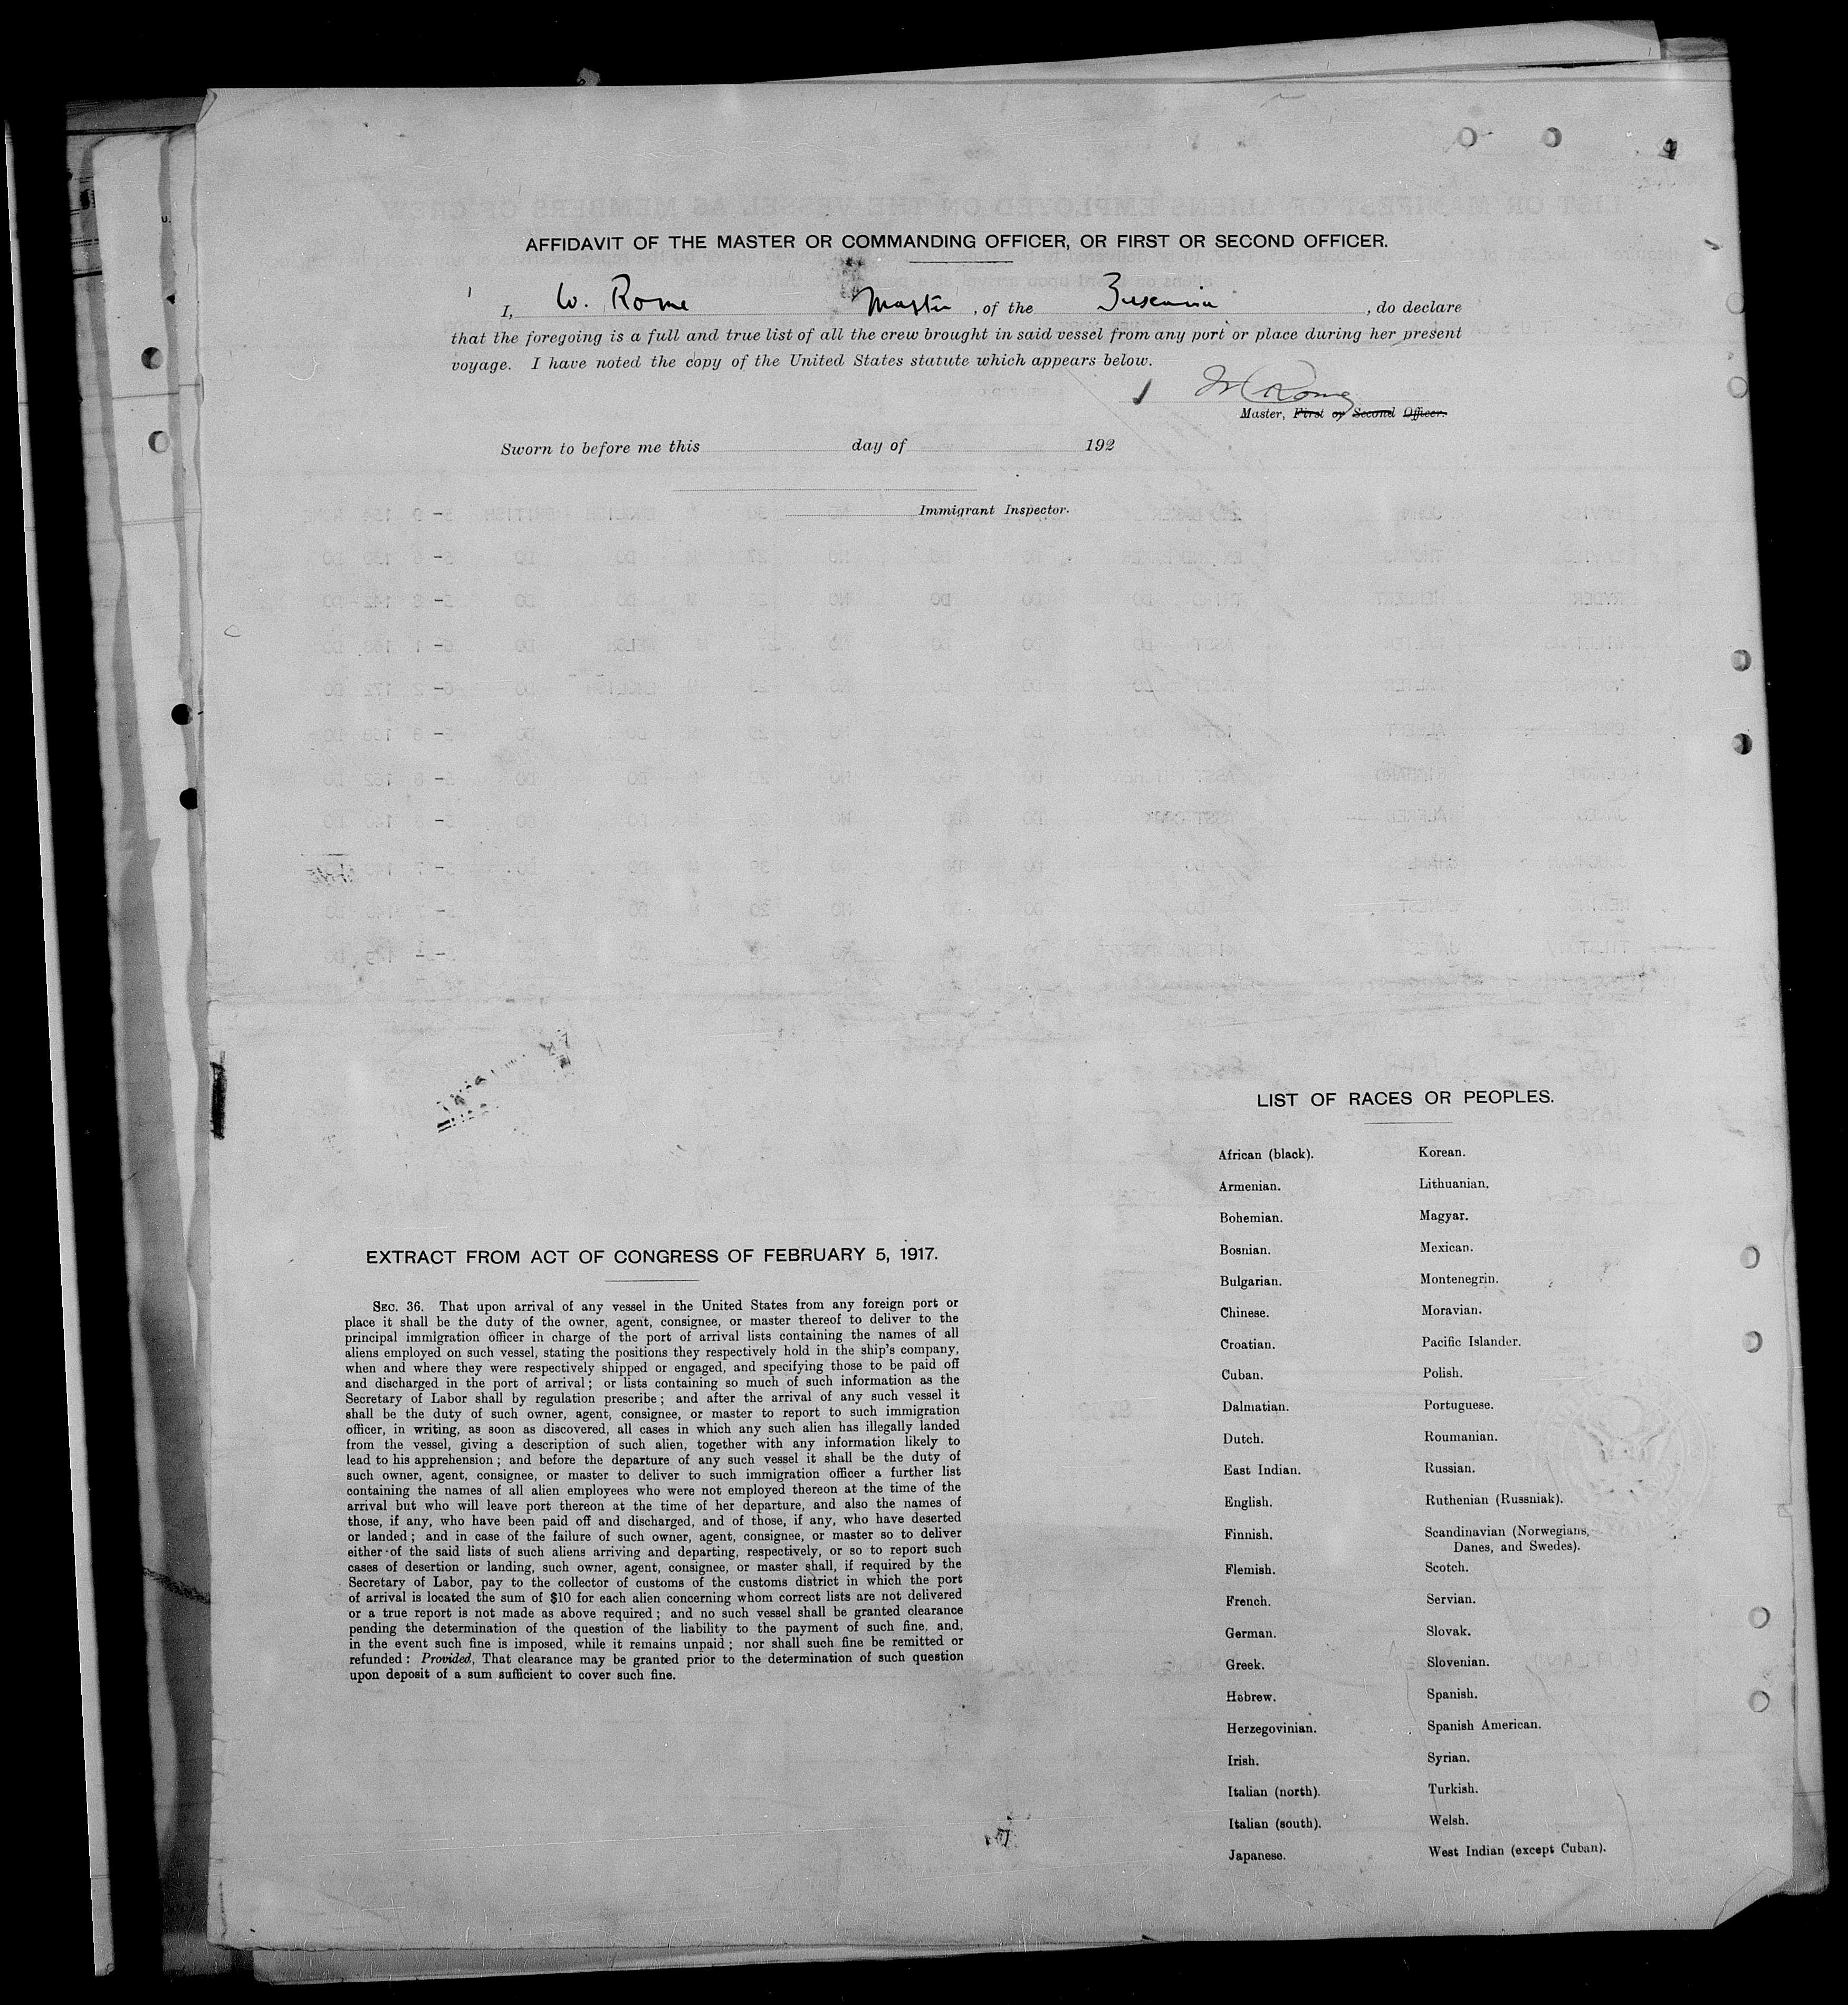 AFFIDAVIT OF THE MASTER OR COMMANDING OFFICER, OR FIRST OR SECOND OFFICER.
I, W. Rome Master, of the Tuscania, do declare
that the foregoing is a full and true list of all the crew brought in said vessel from any port or place during her present
voyage. I have noted the copy of the United States statute which appears below.
W Rome
Master, First or Second Officer.
Sworn to before me this day of 192
Immigrant Inspector.
EXTRACT FROM ACT OF CONGRESS OF FEBRUARY 5, 1917.
SEC. 36. That upon arrival of any vessel in the United States from any foreign port or
place it shall be the duty of the owner, agent, consignee, or master thereof to deliver to the
principal immigration officer in charge of the port of arrival lists containing the names of all
aliens employed on such vessel, stating the positions they respectively hold in the ship's company,
when and where they were respectively shipped or engaged, and specifying those to be paid off
and discharged in the port of arrival; or lists containing so much of such information as the
Secretary of Labor shall by regulation prescribe; and after the arrival of any such vessel it
shall be the duty of such owner, agent, consignee, or master to report to such immigration
officer, in writing, as soon as discovered, all cases in which any such alien has illegally landed
from the vessel, giving a description of such alien, together with any information likely to
lead to his apprehension; and before the departure of any such vessel it shall be the duty of
such owner, agent, consignee, or master to deliver to such immigration officer a further list
containing the names of all alien employees who were not employed thereon at the time of the
arrival but who will leave port thereon at the time of her departure, and also the names of
those, if any, who have been paid off and discharged, and of those, if any, who have deserted
or landed; and in case of the failure of such owner, agent, consignee, or master so to deliver
either of the said lists of such aliens arriving and departing, respectively, or so to report such
cases of desertion or landing, such owner, agent, consignee, or master shall, if required by the
Secretary of Labor, pay to the collector of customs of the customs district in which the port
of arrival is located the sum of $10 for each alien concerning whom correct lists are not delivered
or a true report is not made as above required; and no such vessel shall be granted clearance
pending the determination of the question of the liability to the payment of such fine, and,
in the event such fine is imposed, while it remains unpaid; nor shall such fine be remitted or
refunded: Provided, That clearance may be granted prior to the determination of such question
upon deposit of a sum sufficient to cover such fine.
LIST OF RACES OR PEOPLES.
African (black).
Armenian.
Bohemian.
Bosnian.
Bulgarian.
Chinese.
Croatian.
Cuban.
Dalmatian.
Dutch.
East Indian.
English.
Finnish.
Flemish.
French.
German.
Greek.
Hebrew.
Herzegovinian.
Irish.
Italian (north).
Italian (south).
Japanese.
Korean.
Lithuanian.
Magyar.
Mexican.
Montenegrin.
Moravian.
Pacific Islander.
Polish.
Portuguese.
Roumanian.
Russian.
Ruthenian (Russniak).
Scandinavian (Norwegians,
Danes, and Swedes).
Scotch.
Servian.
Slovak.
Slovenian.
Spanish.
Spanish American.
Syrian.
Turkish.
Welsh.
West Indian (except Cuban).